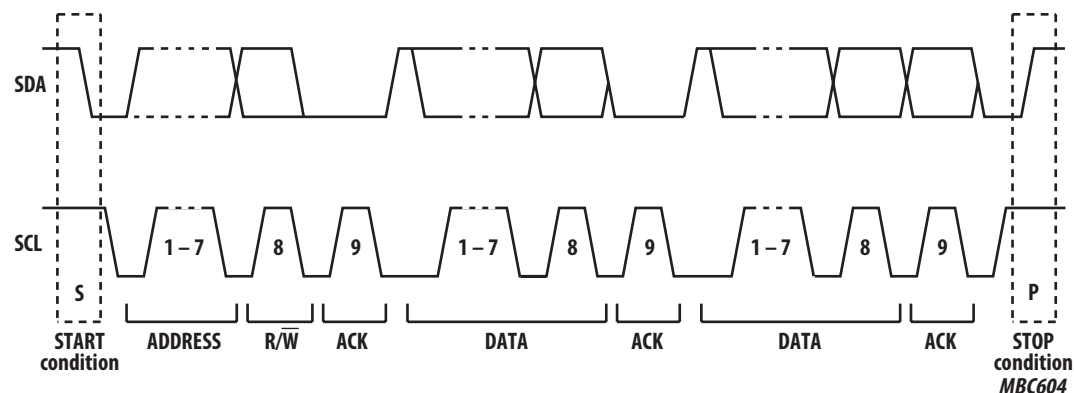 SDA
SCL
1 – 7 8 9 1 – 7 8 9 1 – 7 8 9
S P
START condition ADDRESS R/W̅ ACK DATA ACK DATA ACK STOP condition
MBC604